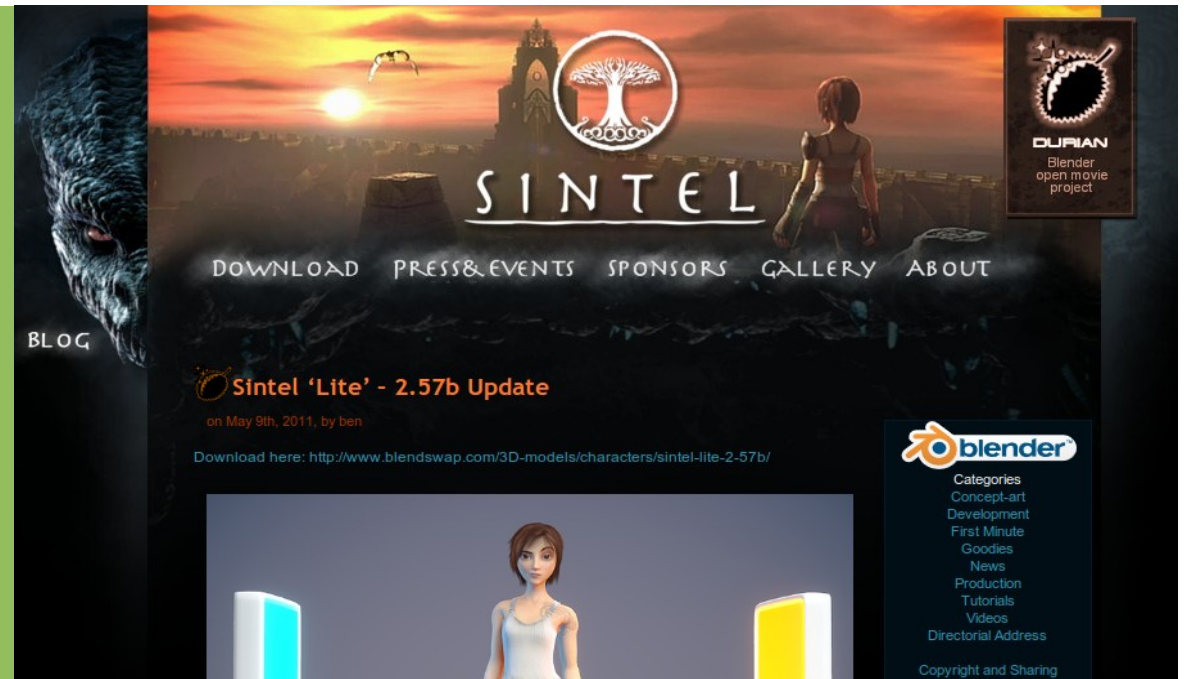 SINTEL
DURIAN
Blender
open movie
project
DOWNLOAD PRESS&EVENTS SPONSORS GALLERY ABOUT
BLOG
Sintel ‘Lite’ – 2.57b Update
on May 9th, 2011, by ben
Download here: http://www.blendswap.com/3D-models/characters/sintel-lite-2-57b/
blender™
Categories
Concept-art
Development
First Minute
Goodies
News
Production
Tutorials
Videos
Directorial Address
Copyright and Sharing